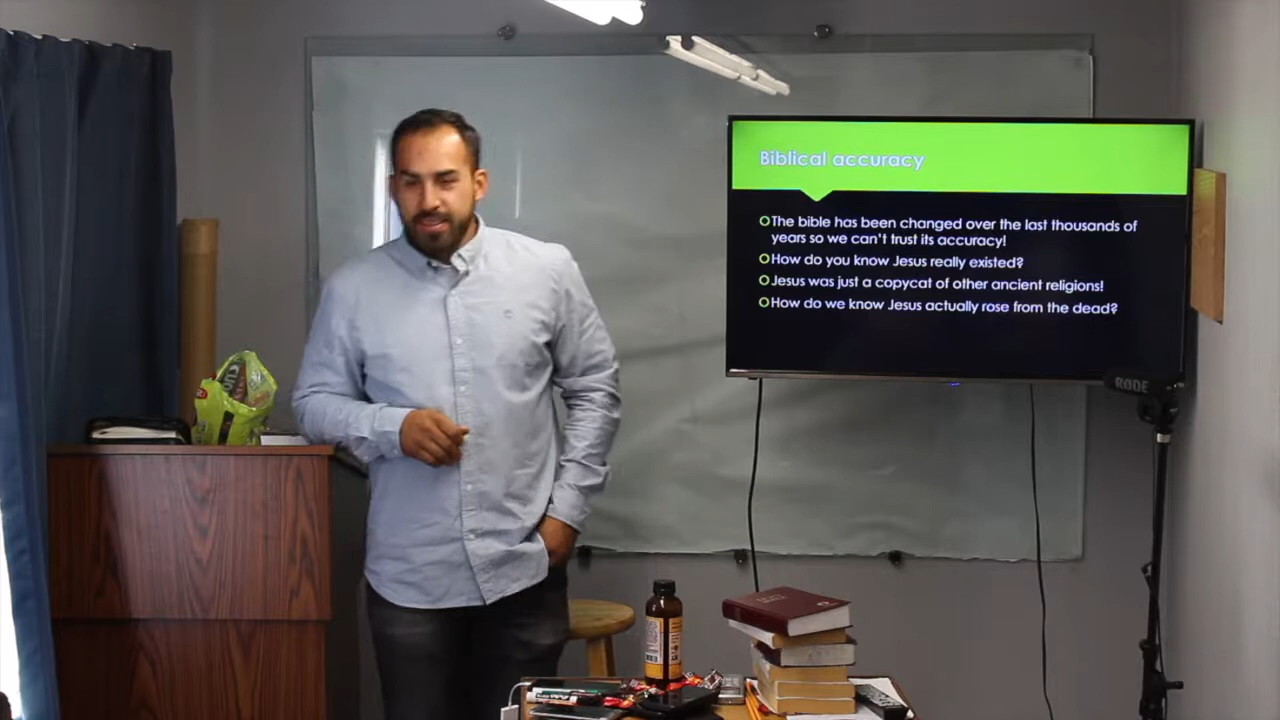 Biblical accuracy
The bible has been changed over the last thousands of
years so we can't trust its accuracy!
How do you know Jesus really existed?
Jesus was just a copycat of other ancient religions!
How do we know Jesus actually rose from the dead?
RØDE